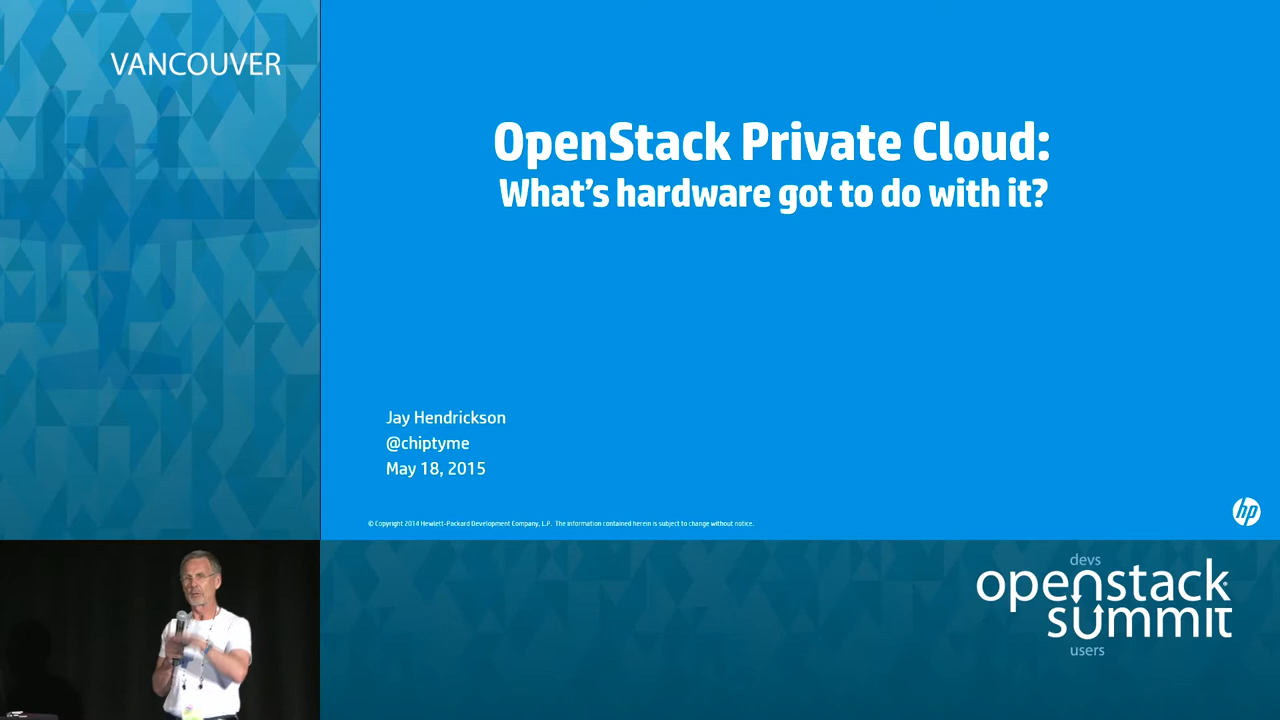 VANCOUVER
OpenStack Private Cloud:
What's hardware got to do with it?
Jay Hendrickson
@chiptyme
May 18, 2015
© Copyright 2014 Hewlett-Packard Development Company, L.P. The information contained herein is subject to change without notice.
hp
devs
openstack
summit
users